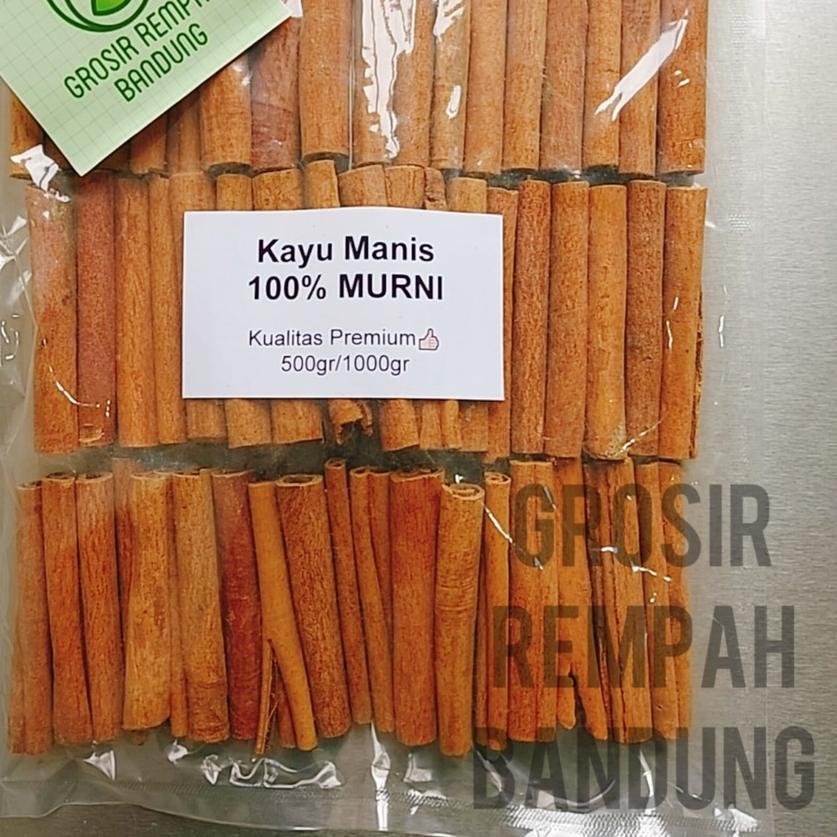 GROSIR REMPAH
BANDUNG
Kayu Manis
100% MURNI
Kualitas Premium👍
500gr/1000gr
GROSIR
REMPAH
BANDUNG